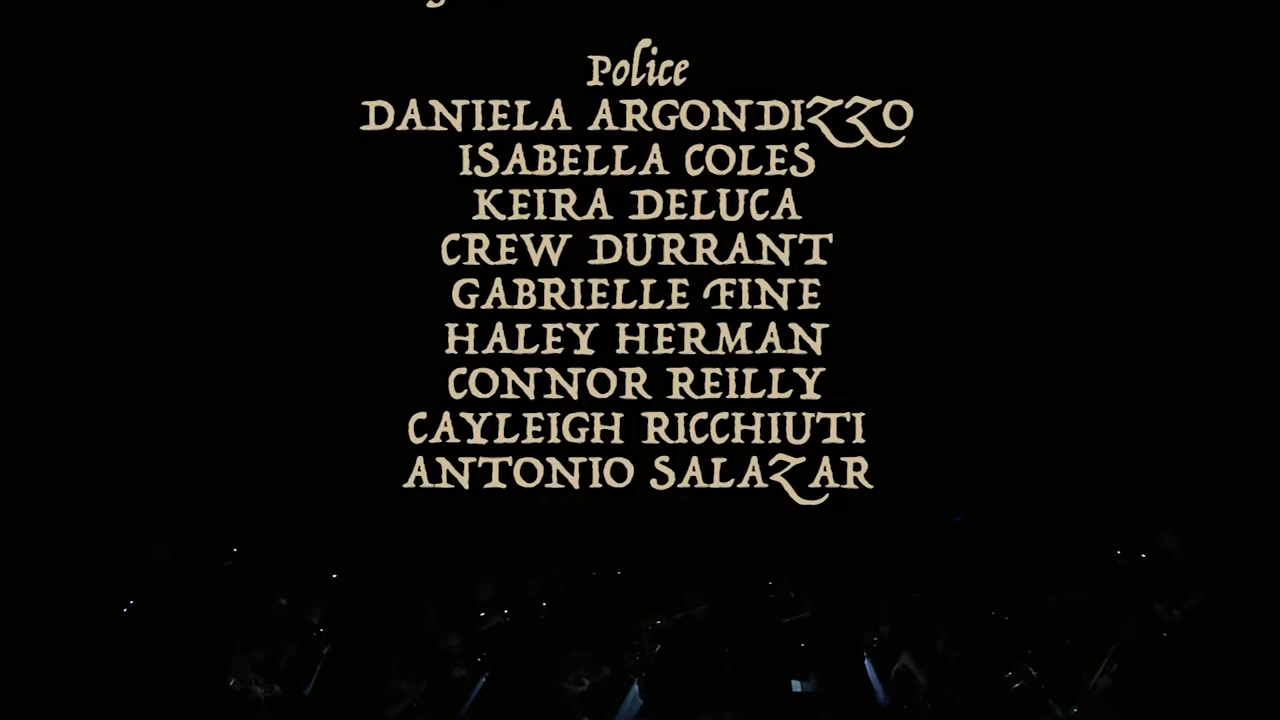 Police
DANIELA ARGONDIZZO
ISABELLA COLES
KEIRA DELUCA
CREW DURRANT
GABRIELLE FINE
HALEY HERMAN
CONNOR REILLY
CAYLEIGH RICCHIUTI
ANTONIO SALAZAR